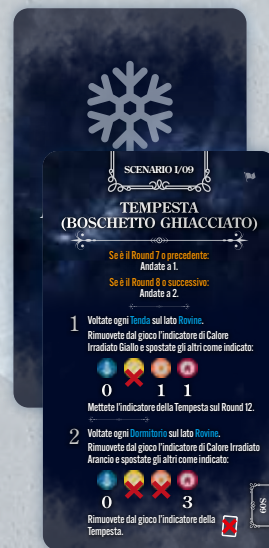 SCENARIO I/09
TEMPESTA
(BOSCHETTO GHIACCIATO)
Se è il Round 7 o precedente:
Andate a 1.
Se è il Round 8 o successivo:
Andate a 2.
1 Voltate ogni Tenda sul lato Rovine.
Rimuovete dal gioco l'indicatore di Calore
Irradiato Giallo e spostate gli altri come indicato:
0 1 1
Mettete l'indicatore della Tempesta sul Round 12.
2 Voltate ogni Dormitorio sul lato Rovine.
Rimuovete dal gioco l'indicatore di Calore Irradiato
Arancio e spostate gli altri come indicato:
0 3
Rimuovete dal gioco l'indicatore della
Tempesta.
S09